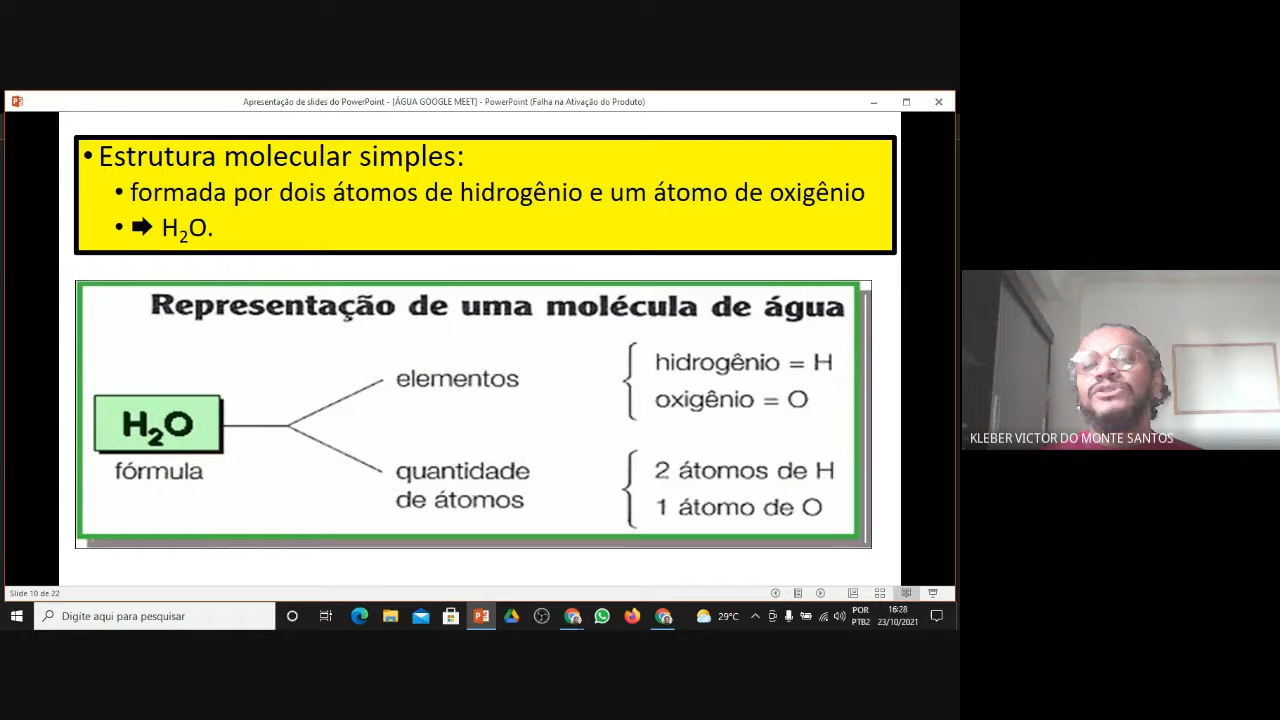 Apresentação de slides do PowerPoint - [ÁGUA GOOGLE MEET] - PowerPoint (Falha na Ativação do Produto)
• Estrutura molecular simples:
• formada por dois átomos de hidrogênio e um átomo de oxigênio
• ➡ H₂O.
Representação de uma molécula de água
H₂O
fórmula
elementos
hidrogênio = H
oxigênio = O
quantidade
de átomos
2 átomos de H
1 átomo de O
KLEBER VICTOR DO MONTE SANTOS
Slide 10 de 22
Digite aqui para pesquisar
29°C
POR
PTB2
16:28
23/10/2021